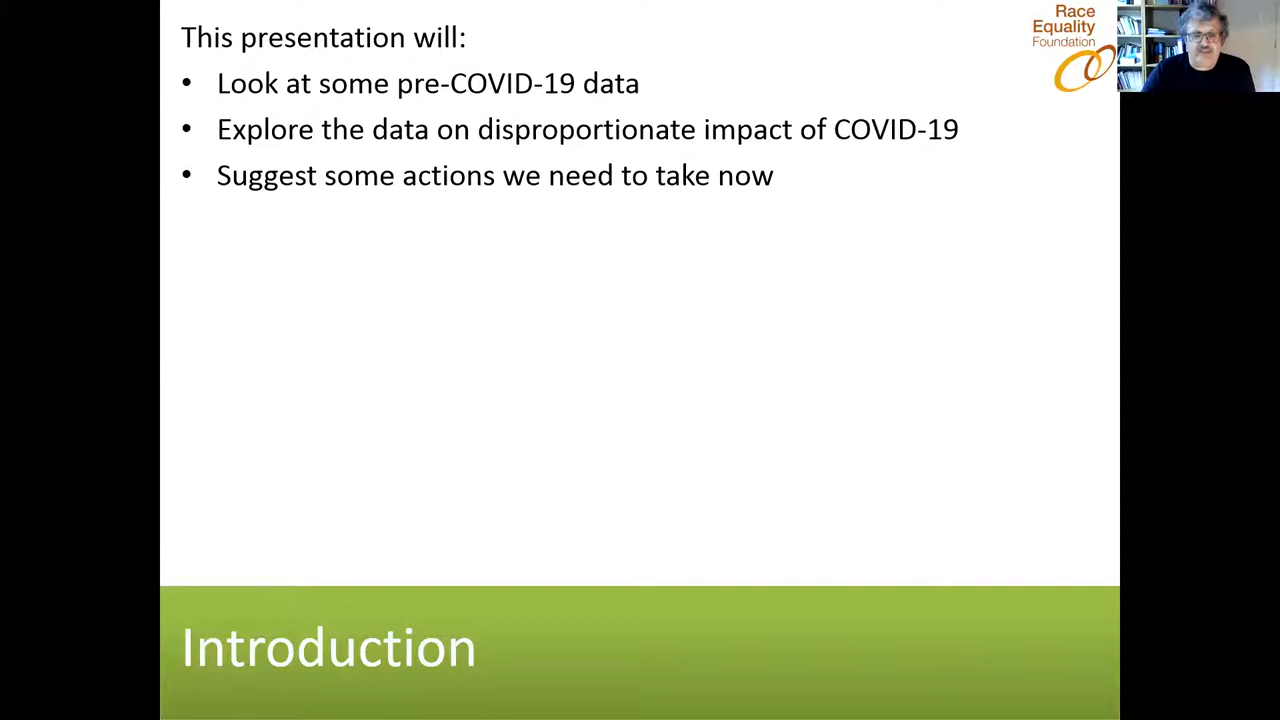 This presentation will:
• Look at some pre-COVID-19 data
• Explore the data on disproportionate impact of COVID-19
• Suggest some actions we need to take now
Race
Equality
Foundation
Introduction